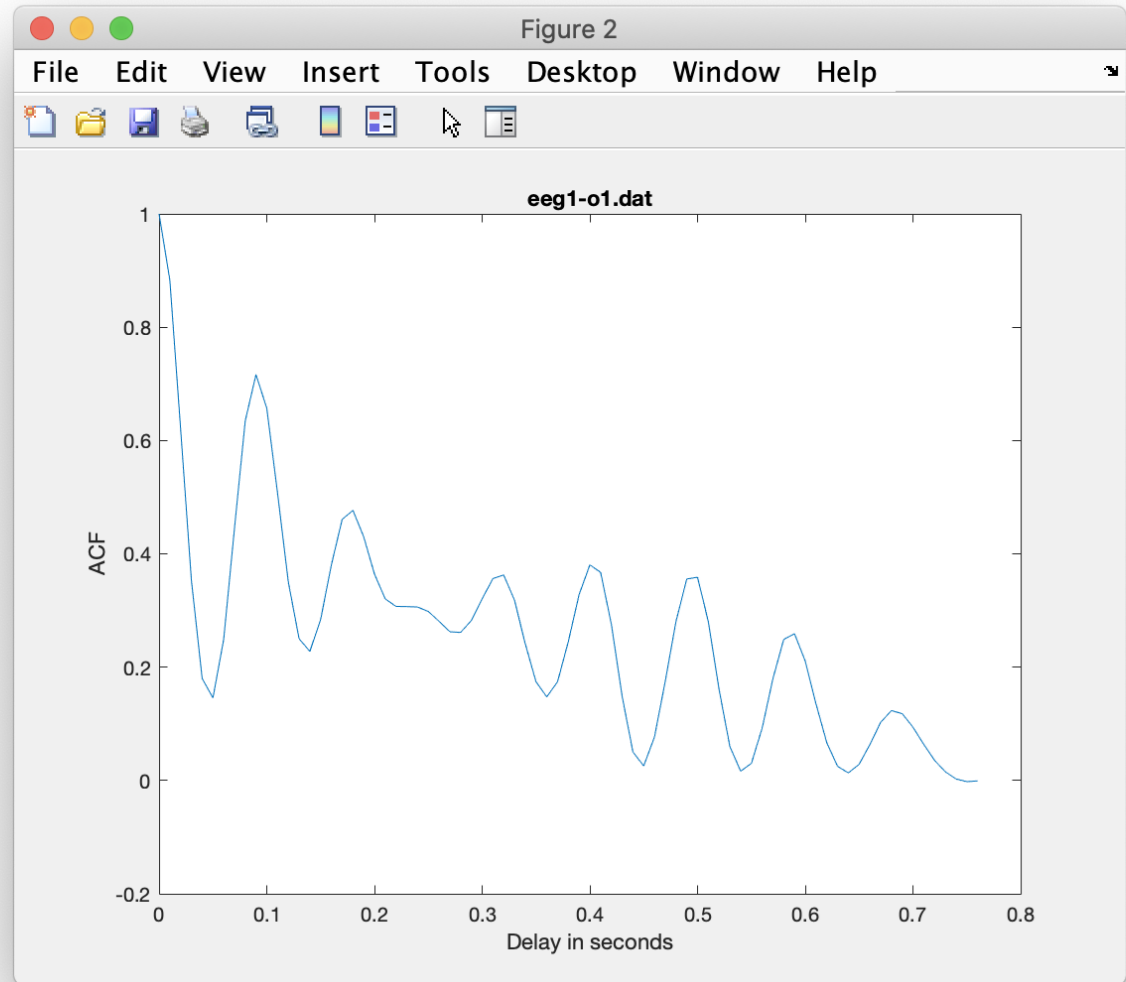 Figure 2
File Edit View Insert Tools Desktop Window Help
eeg1-o1.dat
1
0.8
0.6
0.4
0.2
0
-0.2
ACF
0 0.1 0.2 0.3 0.4 0.5 0.6 0.7 0.8
Delay in seconds